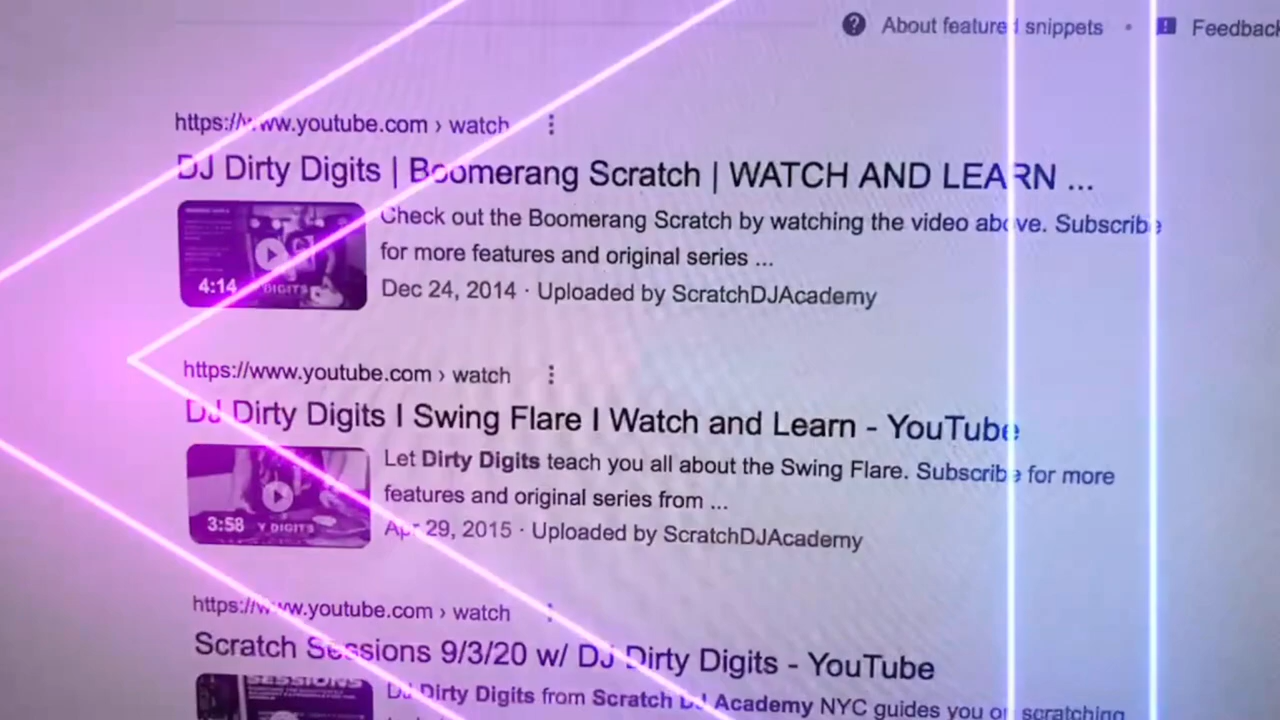 About featured snippets • Feedback
https://www.youtube.com › watch
DJ Dirty Digits | Boomerang Scratch | WATCH AND LEARN ...
Check out the Boomerang Scratch by watching the video above. Subscribe
for more features and original series ...
4:14 DIGITS
Dec 24, 2014 · Uploaded by ScratchDJAcademy
https://www.youtube.com › watch
DJ Dirty Digits I Swing Flare I Watch and Learn - YouTube
Let Dirty Digits teach you all about the Swing Flare. Subscribe for more
features and original series from ...
3:58 Y DIGITS
Apr 29, 2015 · Uploaded by ScratchDJAcademy
https://www.youtube.com › watch
Scratch Sessions 9/3/20 w/ DJ Dirty Digits - YouTube
SESSIONS
DJ Dirty Digits from Scratch DJ Academy NYC guides you on scratching